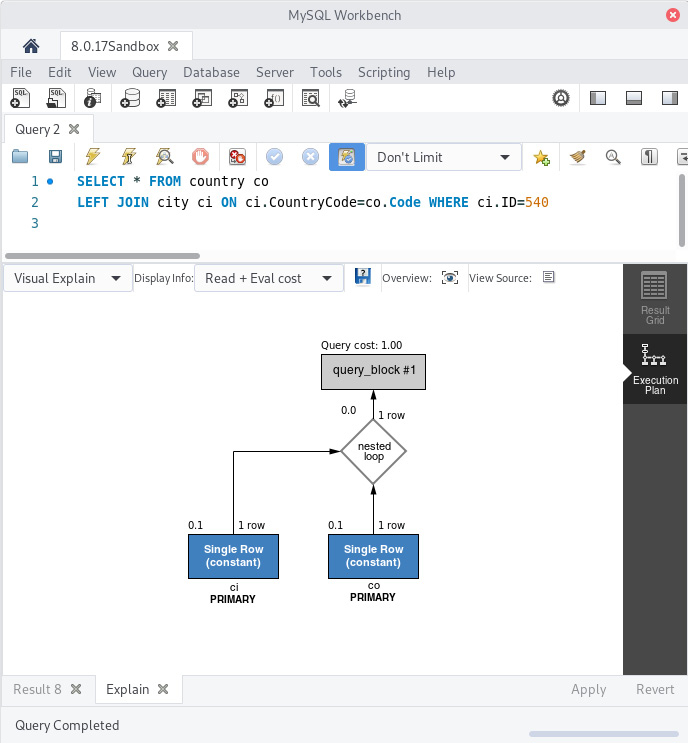 MySQL Workbench
8.0.17Sandbox
File Edit View Query Database Server Tools Scripting Help
SQL SQL
Query 2
Don't Limit
1 SELECT * FROM country co
2 LEFT JOIN city ci ON ci.CountryCode=co.Code WHERE ci.ID=540
3
Visual Explain Display Info: Read + Eval cost Overview: View Source:
Result
Grid
Execution
Plan
Query cost: 1.00
query_block #1
0.0 1 row
nested
loop
0.1 1 row 0.1 1 row
Single Row Single Row
(constant) (constant)
ci co
PRIMARY PRIMARY
Result 8 Explain Apply Revert
Query Completed